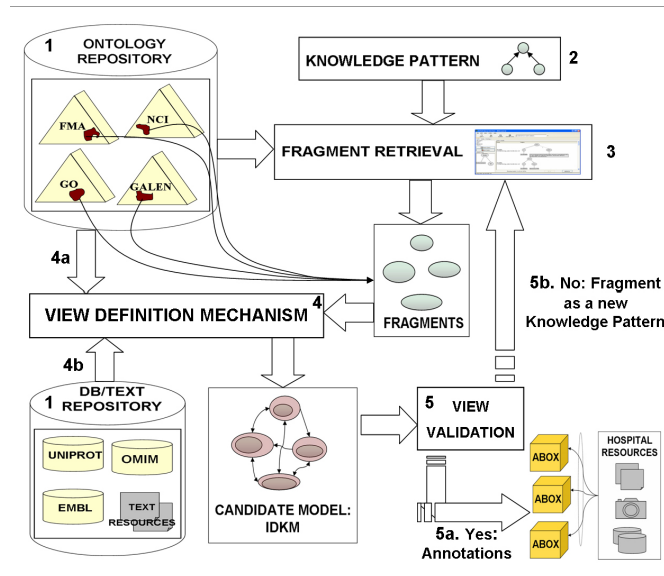 1
ONTOLOGY
REPOSITORY
FMA
NCI
GO
GALEN
KNOWLEDGE PATTERN
2
FRAGMENT RETRIEVAL
3
4a
FRAGMENTS
5b. No: Fragment
as a new
Knowledge Pattern
VIEW DEFINITION MECHANISM
4
4b
1
DB/TEXT
REPOSITORY
UNIPROT
OMIM
EMBL
TEXT
RESOURCES
CANDIDATE MODEL:
IDKM
5
VIEW
VALIDATION
5a. Yes:
Annotations
ABOX
ABOX
ABOX
HOSPITAL
RESOURCES